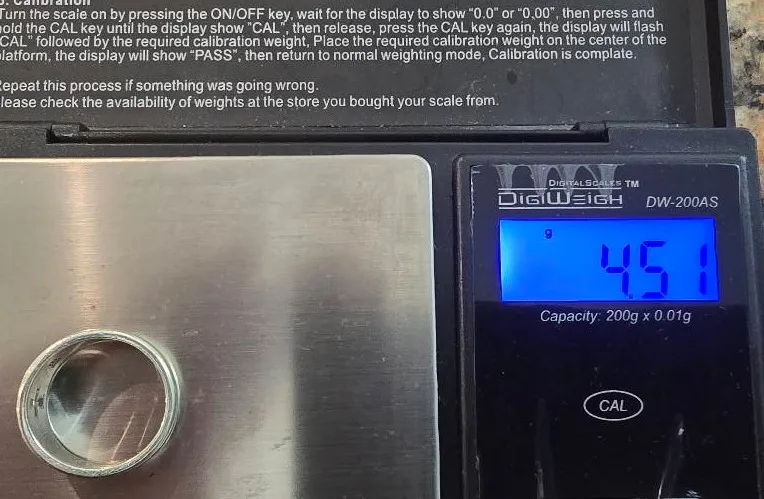 Calibration
Turn the scale on by pressing the ON/OFF key, wait for the display to show "0.0" or "0.00", then press and
hold the CAL key until the display show "CAL", then release, press the CAL key again, the display will flash
CAL" followed by the required calibration weight, Place the required calibration weight on the center of the
platform, the display will show "PASS", then return to normal weighting mode, Calibration is complete.
Repeat this process if something was going wrong.
lease check the availability of weights at the store you bought your scale from.
DIGITALSCALES TM
DIGIWEIGH DW-200AS
g
4.51
Capacity: 200g x 0.01g
CAL